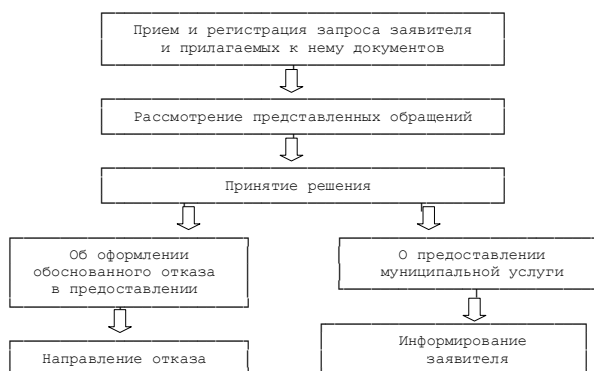 Прием и регистрация запроса заявителя
и прилагаемых к нему документов
Рассмотрение представленных обращений
Принятие решения
Об оформлении
обоснованного отказа
в предоставлении
О предоставлении
муниципальной услуги
Направление отказа
Информирование
заявителя